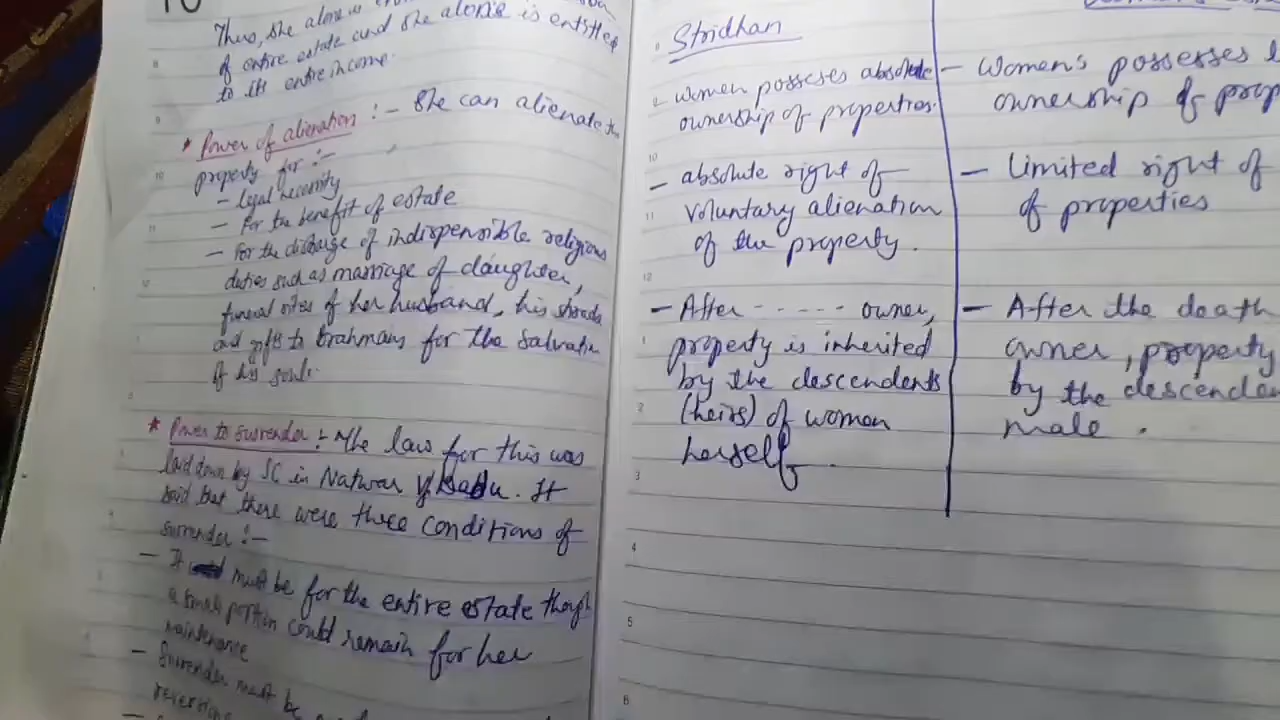 Thus, she alone is
of entire estate and she alone is entitled
to its entire income.
* Power of alienation :- She can alienate the
property for :-
- legal necessity
- For the benefit of estate
- For the discharge of indispensible religious
duties such as marriage of daughter,
funeral rites of her husband, his shrada
and gifts to Brahmans for the salvation
of his soul.
* Power to surrender :- The law for this was
laid down by SC in Natwar v
. It
said that there were three conditions of
surrender :-
- It must be for the entire estate though
a small portion could remain for her
maintenance
- Surrender must be
Stridhan
- women posseses absolute
ownership of properties.
- absolute right of
voluntary alienation
of the property.
- After - - - - - owner,
property is inherited
by the descendents
(heirs) of women
herself.
- Women's possesses
ownership of prop
- Limited right of
of properties
- After the death
owner, property
by the descenden
male.